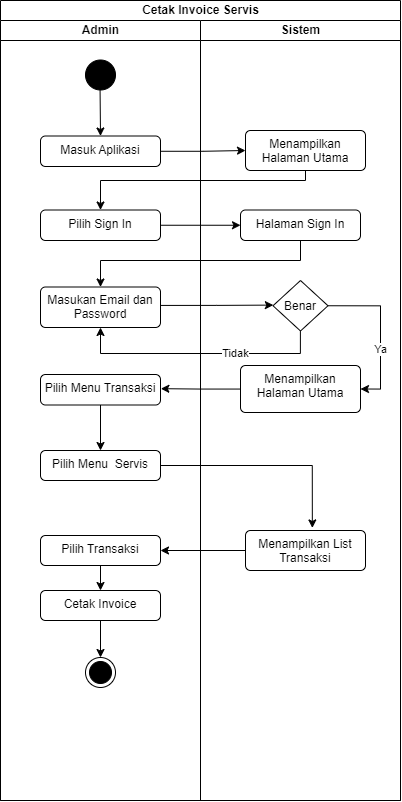 Cetak Invoice Servis
Admin
Sistem
Masuk Aplikasi
Menampilkan
Halaman Utama
Pilih Sign In
Halaman Sign In
Masukan Email dan
Password
Benar
Tidak
Ya
Pilih Menu Transaksi
Menampilkan
Halaman Utama
Pilih Menu  Servis
Pilih Transaksi
Menampilkan List
Transaksi
Cetak Invoice